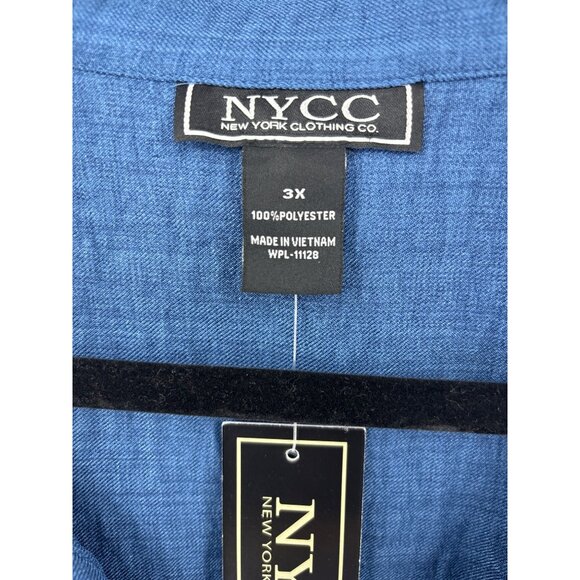 NYCC
NEW YORK CLOTHING CO.
3X
100%POLYESTER
MADE IN VIETNAM
WPL-11128
NY
NEW YORK